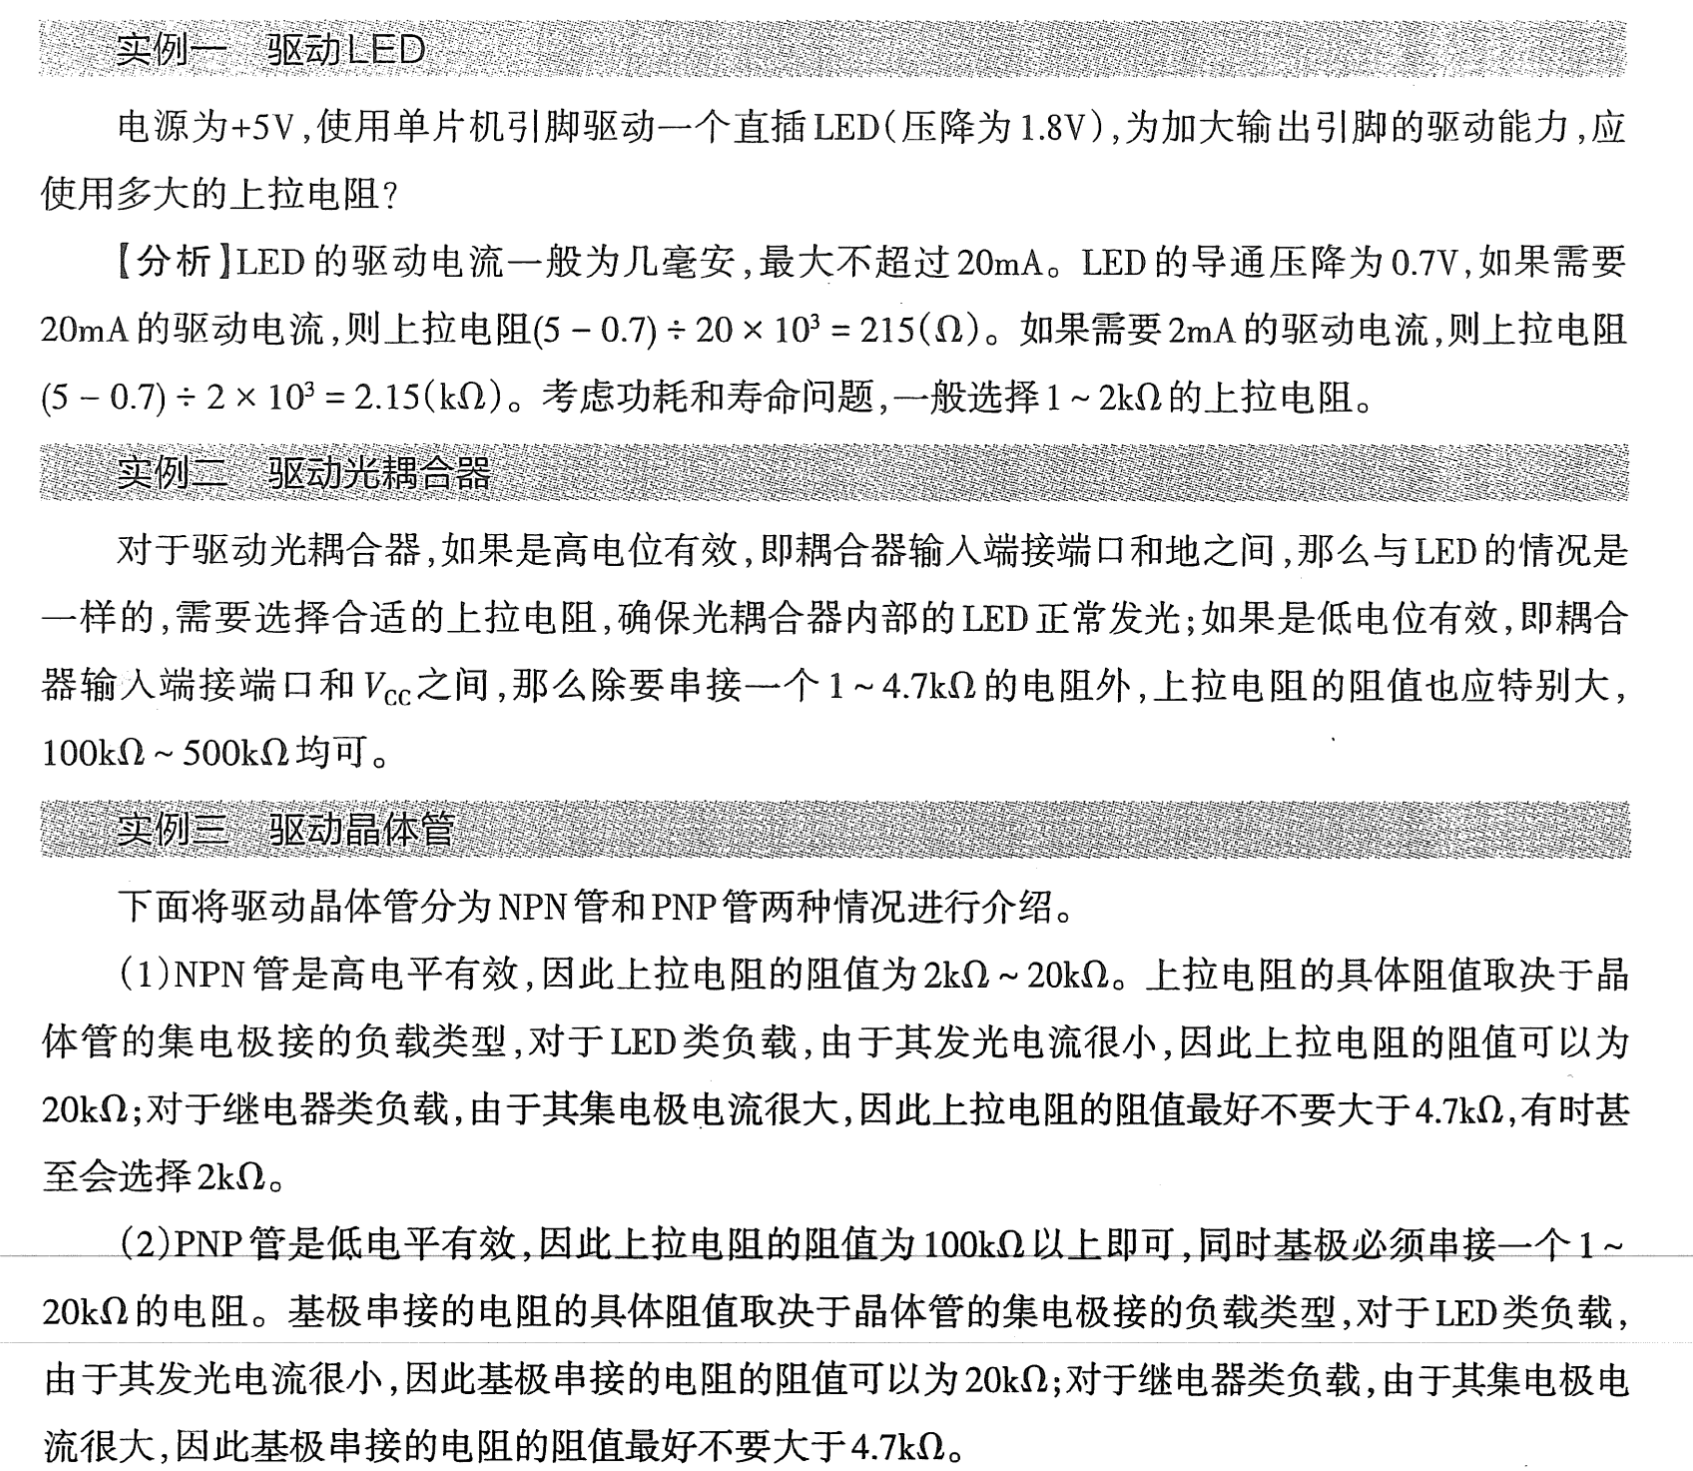 实例一 驱动LED
电源为+5V,使用单片机引脚驱动一个直插LED(压降为1.8V),为加大输出引脚的驱动能力,应
使用多大的上拉电阻?
【分析】LED的驱动电流一般为几毫安,最大不超过20mA。LED的导通压降为0.7V,如果需要
20mA的驱动电流,则上拉电阻(5－0.7)÷20×10³＝215(Ω)。如果需要2mA的驱动电流,则上拉电阻
(5－0.7)÷2×10³＝2.15(kΩ)。考虑功耗和寿命问题,一般选择1～2kΩ的上拉电阻。
实例二 驱动光耦合器
对于驱动光耦合器,如果是高电位有效,即耦合器输入端接端口和地之间,那么与LED的情况是
一样的,需要选择合适的上拉电阻,确保光耦合器内部的LED正常发光;如果是低电位有效,即耦合
器输入端接端口和V_CC之间,那么除要串接一个1～4.7kΩ的电阻外,上拉电阻的阻值也应特别大,
100kΩ～500kΩ均可。
实例三 驱动晶体管
下面将驱动晶体管分为NPN管和PNP管两种情况进行介绍。
(1)NPN管是高电平有效,因此上拉电阻的阻值为2kΩ～20kΩ。上拉电阻的具体阻值取决于晶
体管的集电极接的负载类型,对于LED类负载,由于其发光电流很小,因此上拉电阻的阻值可以为
20kΩ;对于继电器类负载,由于其集电极电流很大,因此上拉电阻的阻值最好不要大于4.7kΩ,有时甚
至会选择2kΩ。
(2)PNP管是低电平有效,因此上拉电阻的阻值为100kΩ以上即可,同时基极必须串接一个1～
20kΩ的电阻。基极串接的电阻的具体阻值取决于晶体管的集电极接的负载类型,对于LED类负载,
由于其发光电流很小,因此基极串接的电阻的阻值可以为20kΩ;对于继电器类负载,由于其集电极电
流很大,因此基极串接的电阻的阻值最好不要大于4.7kΩ。